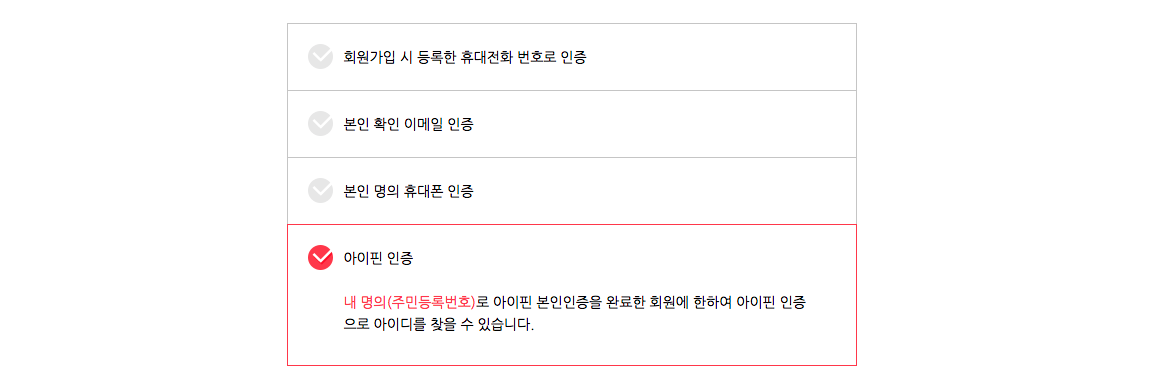 회원가입 시 등록한 휴대전화 번호로 인증
본인 확인 이메일 인증
본인 명의 휴대폰 인증
아이핀 인증
내 명의(주민등록번호)로 아이핀 본인인증을 완료한 회원에 한하여 아이핀 인증
으로 아이디를 찾을 수 있습니다.